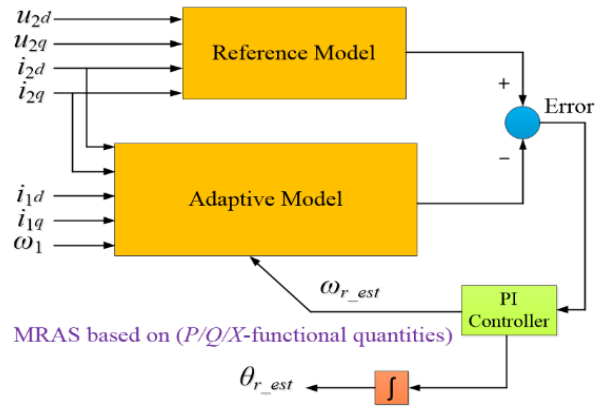 u2d
u2q
i2d
i2q
Reference Model
+
Error
−
i1d
i1q
ω1
Adaptive Model
ωr_est
PI
Controller
MRAS based on (P/Q/X-functional quantities)
θr_est
∫